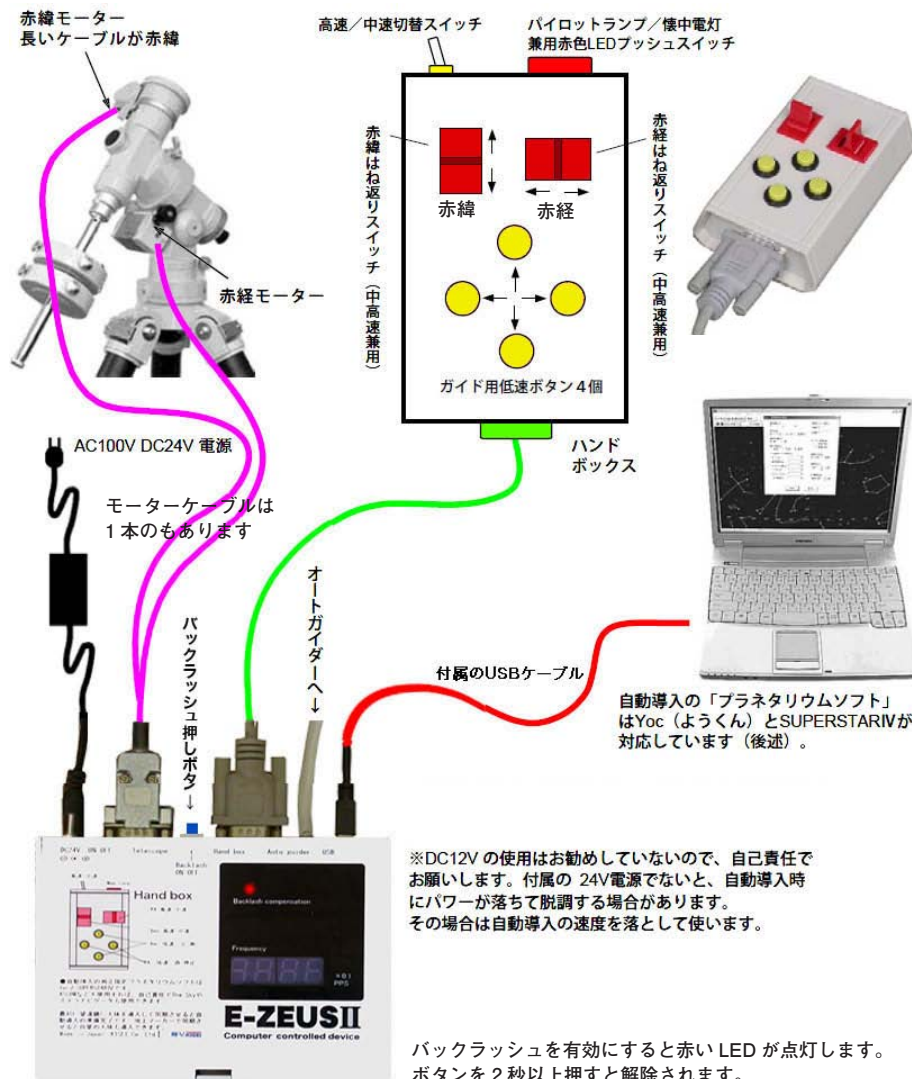 赤緯モーター
長いケーブルが赤緯
高速／中速切替スイッチ
パイロットランプ／懐中電灯
兼用赤色LEDプッシュスイッチ
赤緯はね返りスイッチ（中高速兼用）
赤緯
赤経
赤経はね返りスイッチ（中高速兼用）
赤経モーター
ガイド用低速ボタン４個
ハンド
ボックス
AC100V DC24V 電源
モーターケーブルは
１本のもあります
バックラッシュ押しボタン→
オートガイダーへ→
付属のUSBケーブル
自動導入の「プラネタリウムソフト」
はYoc（ようくん）とSUPERSTARⅣが
対応しています（後述）。
※DC12V の使用はお勧めしていないので、自己責任で
お願いします。付属の 24V電源でないと、自動導入時
にパワーが落ちて脱調する場合があります。
その場合は自動導入の速度を落として使います。
DC24V ON OFF
Telescope
Backlash
ON OFF
Hand box
Auto guider
USB
Hand box
Backlash compensation
Frequency
PPS
E-ZEUSⅡ
Computer controlled device
バックラッシュを有効にすると赤い LED が点灯します。
ボタンを２秒以上押すと解除されます。